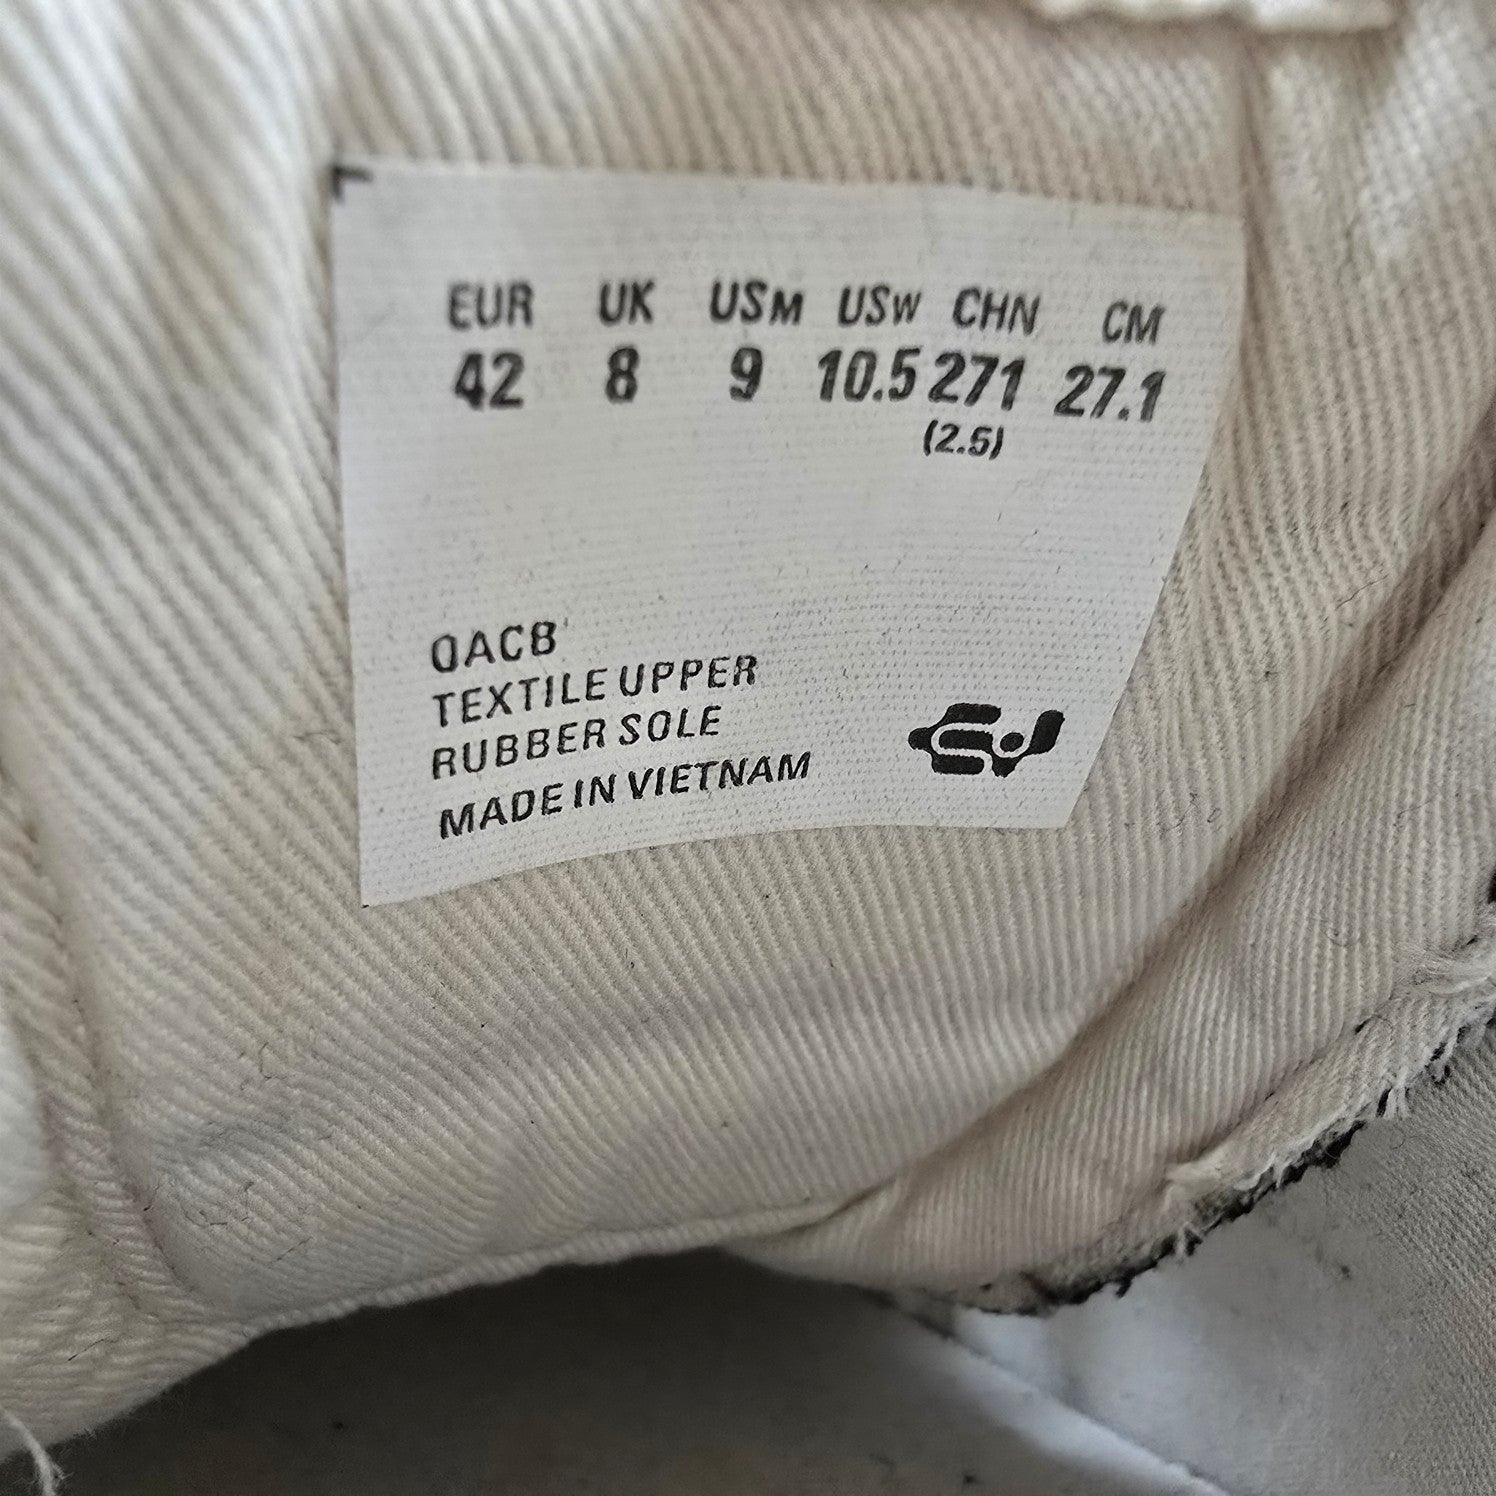 EUR UK USM USW CHN CM
42 8 9 10.5 271 27.1
(2.5)
OACB
TEXTILE UPPER
RUBBER SOLE
MADE IN VIETNAM